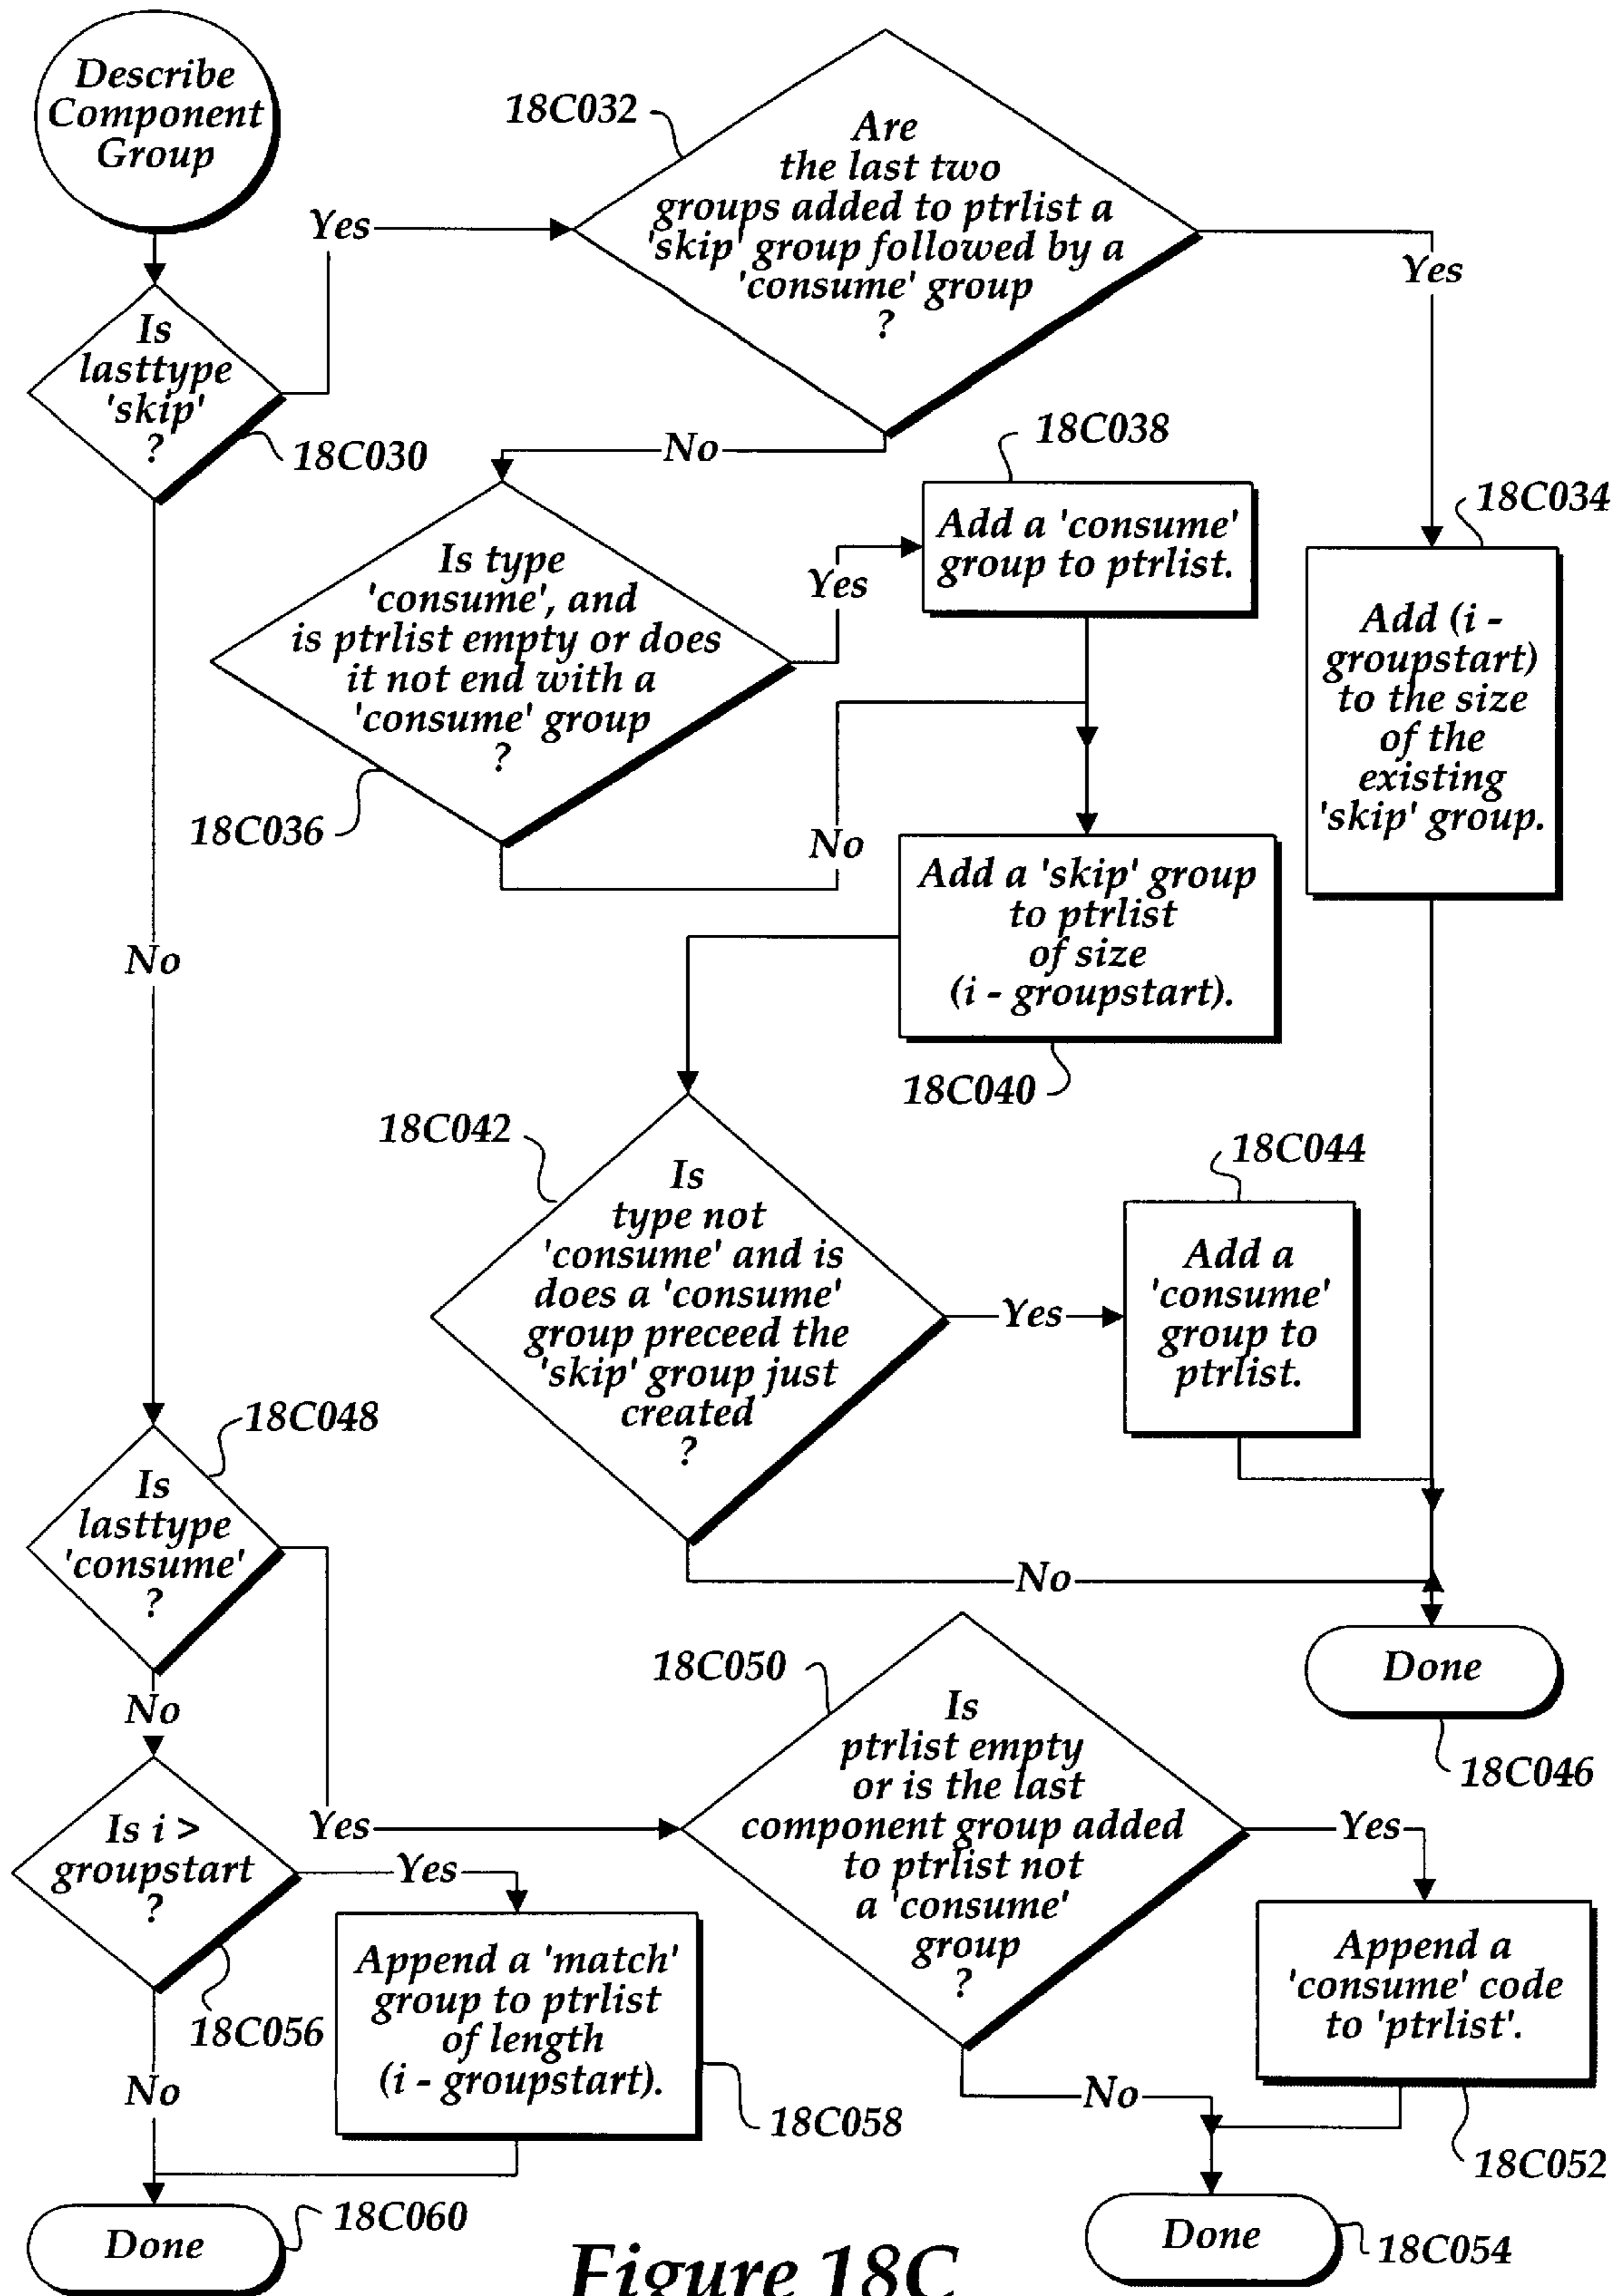 Describe
Component
Group
18C032
Are
the last two
groups added to ptrlist a
'skip' group followed by a
'consume' group
?
Yes
Yes
Is
lasttype
'skip'
?
18C030
No
18C038
Add a 'consume'
group to ptrlist.
18C034
Add (i -
groupstart)
to the size
of the
existing
'skip' group.
Is type
'consume', and
is ptrlist empty or does
it not end with a
'consume' group
?
Yes
18C036
No
Add a 'skip' group
to ptrlist
of size
(i - groupstart).
18C040
No
18C042
Is
type not
'consume' and is
does a 'consume'
group preceed the
'skip' group just
created
?
Yes
18C044
Add a
'consume'
group to
ptrlist.
No
Done
18C046
18C048
Is
lasttype
'consume'
?
No
Yes
18C050
Is
ptrlist empty
or is the last
component group added
to ptrlist not
a 'consume'
group
?
Yes
Append a
'consume' code
to 'ptrlist'.
18C052
No
Done
18C054
Is i >
groupstart
?
Yes
18C056
Append a 'match'
group to ptrlist
of length
(i - groupstart).
18C058
No
Done
18C060
Figure 18C